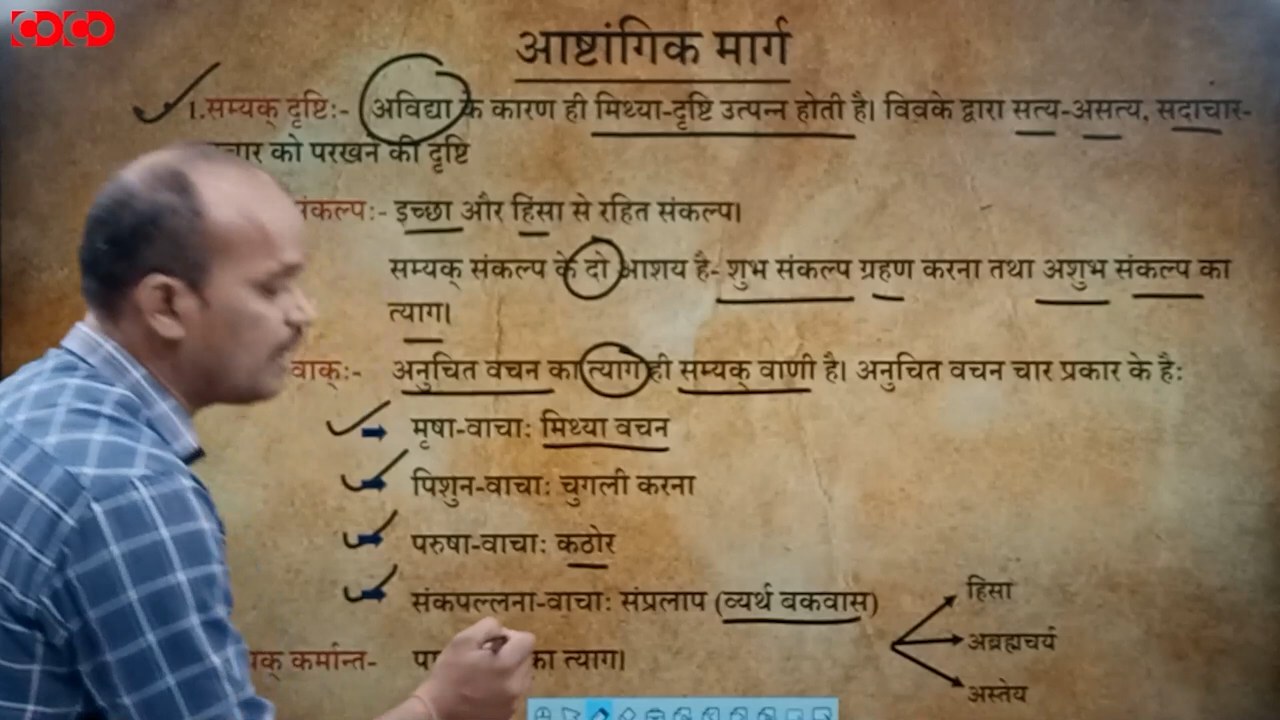 आष्टांगिक मार्ग
1.सम्यक् दृष्टिः- अविद्या के कारण ही मिथ्या-दृष्टि उत्पन्न होती है। विवके द्वारा सत्य-असत्य, सदाचार-
को परखने की दृष्टि
संकल्पः- इच्छा और हिंसा से रहित संकल्प।
सम्यक् संकल्प के दो आशय है- शुभ संकल्प ग्रहण करना तथा अशुभ संकल्प का
त्याग।
वाक्ः- अनुचित वचन का त्याग ही सम्यक् वाणी है। अनुचित वचन चार प्रकार के हैः
मृषा-वाचाः मिथ्या वचन
पिशुन-वाचाः चुगली करना
परुषा-वाचाः कठोर
संकपल्लना-वाचाः संप्रलाप (व्यर्थ बकवास)
कर्मान्त- का त्याग।
हिंसा
अब्रह्मचर्य
अस्तेय